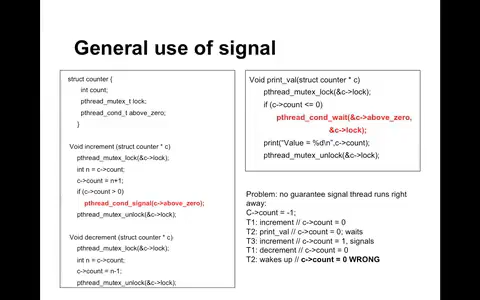 General use of signal
struct counter {
int count;
pthread_mutex_t lock;
pthread_cond_t above_zero;
}
Void increment (struct counter * c)
pthread_mutex_lock(&c->lock);
int n = c->count;
c->count = n+1;
if (c->count > 0)
pthread_cond_signal(c->above_zero);
pthread_mutex_unlock(&c->lock);
Void decrement (struct counter * c)
pthread_mutex_lock(&c->lock);
int n = c->count;
c->count = n-1;
pthread_mutex_unlock(&c->lock);
Void print_val(struct counter * c)
pthread_mutex_lock(&c->lock);
if (c->count <= 0)
pthread_cond_wait(&c->above_zero,
&c->lock);
print("Value = %d\n",c->count);
pthread_mutex_unlock(&c->lock);
Problem: no guarantee signal thread runs right
away:
C->count = -1;
T1: increment // c->count = 0
T2: print_val // c->count = 0; waits
T3: increment // c->count = 1, signals
T1: decrement // c->count = 0
T2: wakes up // c->count = 0 WRONG